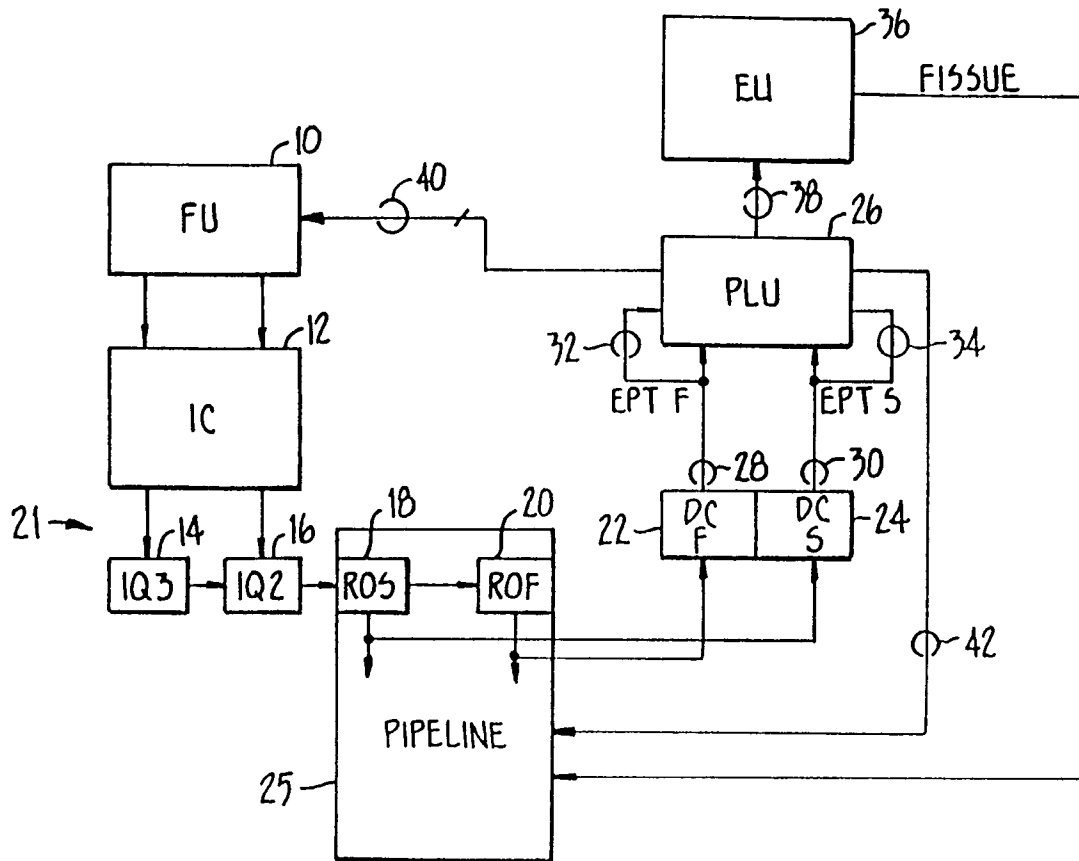 36
EU
FISSUE
10
40
38
FU
26
PLU
12
32
34
EPT F
EPT S
IC
28
30
21
14
16
18
20
22
DC F
DC S
24
IQ3
IQ2
ROS
ROF
42
PIPELINE
25